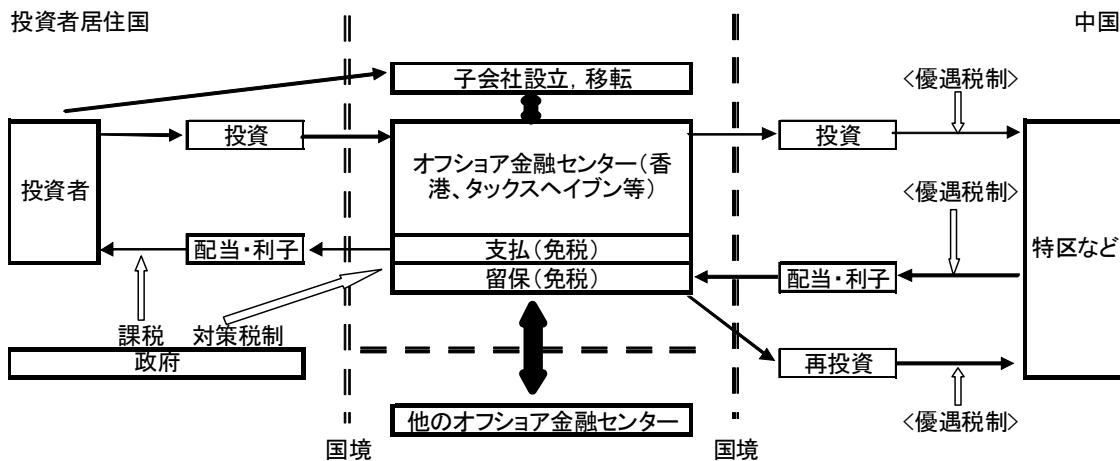 投資者居住国
中国
子会社設立，移転
<優遇税制>
投資
投資
投資者
オフショア金融センター（香
港、タックスヘイブン等）
<優遇税制>
特区など
配当・利子
支払（免税）
留保（免税）
配当・利子
課税
対策税制
政府
再投資
他のオフショア金融センター
<優遇税制>
国境
国境